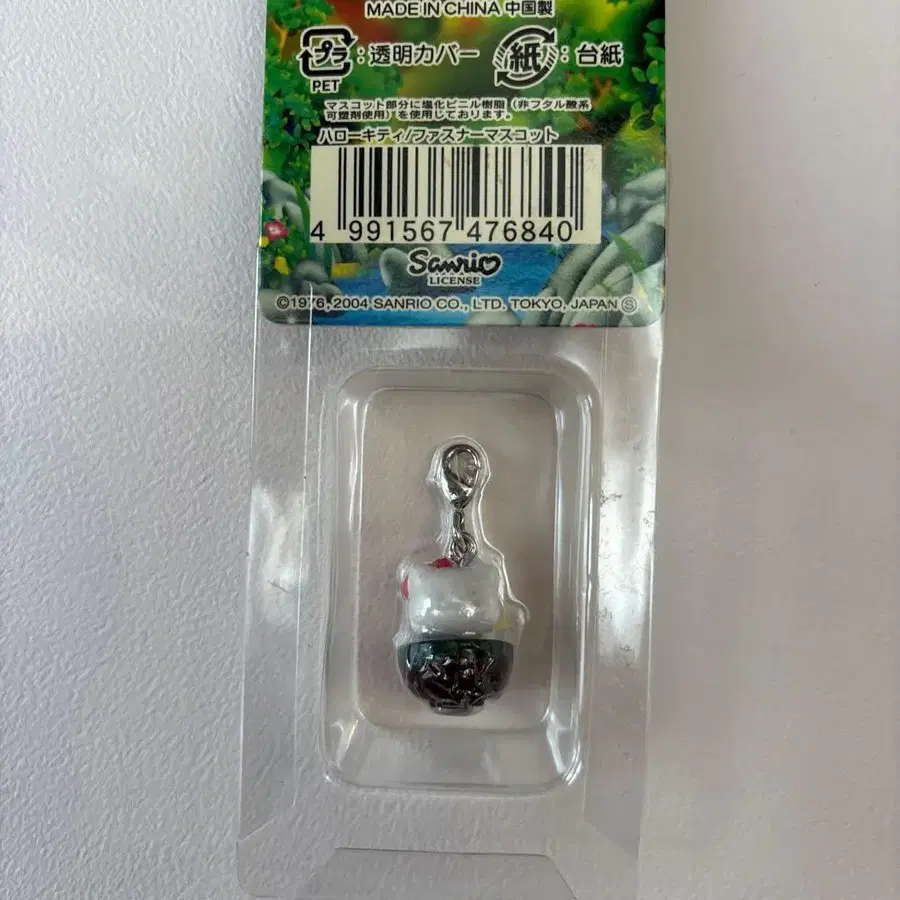 MADE IN CHINA 中国製
プラ : 透明カバー 紙 : 台紙
PET
マスコット部分に塩化ビニル樹脂（非フタル酸系
可塑剤使用）を使用しております。
ハローキティ/ファスナーマスコット
4 991567 476840
Sanrio
LICENSE
©1976, 2004 SANRIO CO., LTD. TOKYO, JAPAN Ⓢ